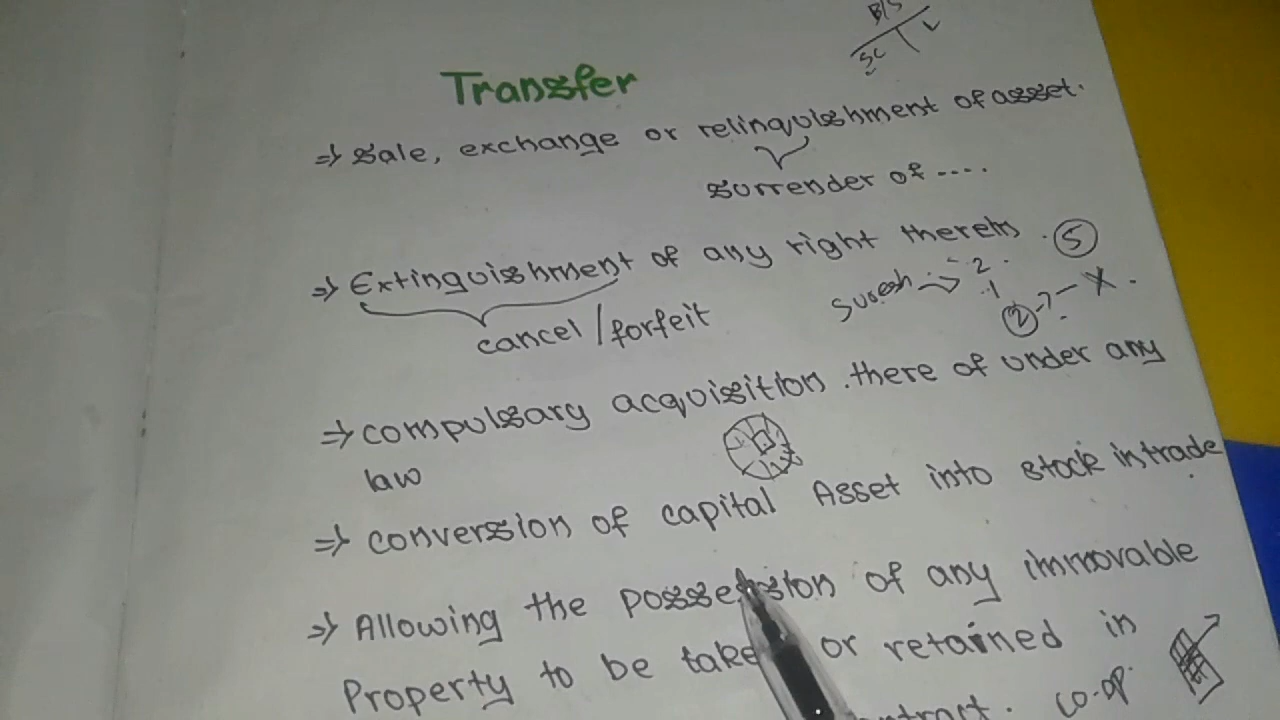 B/S
SC L
Transfer
⇒ Sale, exchange or relinquishment of asset.
surrender of ....
⇒ Extinguishment of any right therein. 5
Suresh → 2
1
cancel/forfeit
2 → - X.
⇒ compulsary acquisition there of under any
law
⇒ conversion of capital Asset into stock in trade
⇒ Allowing the possession of any immovable
Property to be take or retained in
co-op.